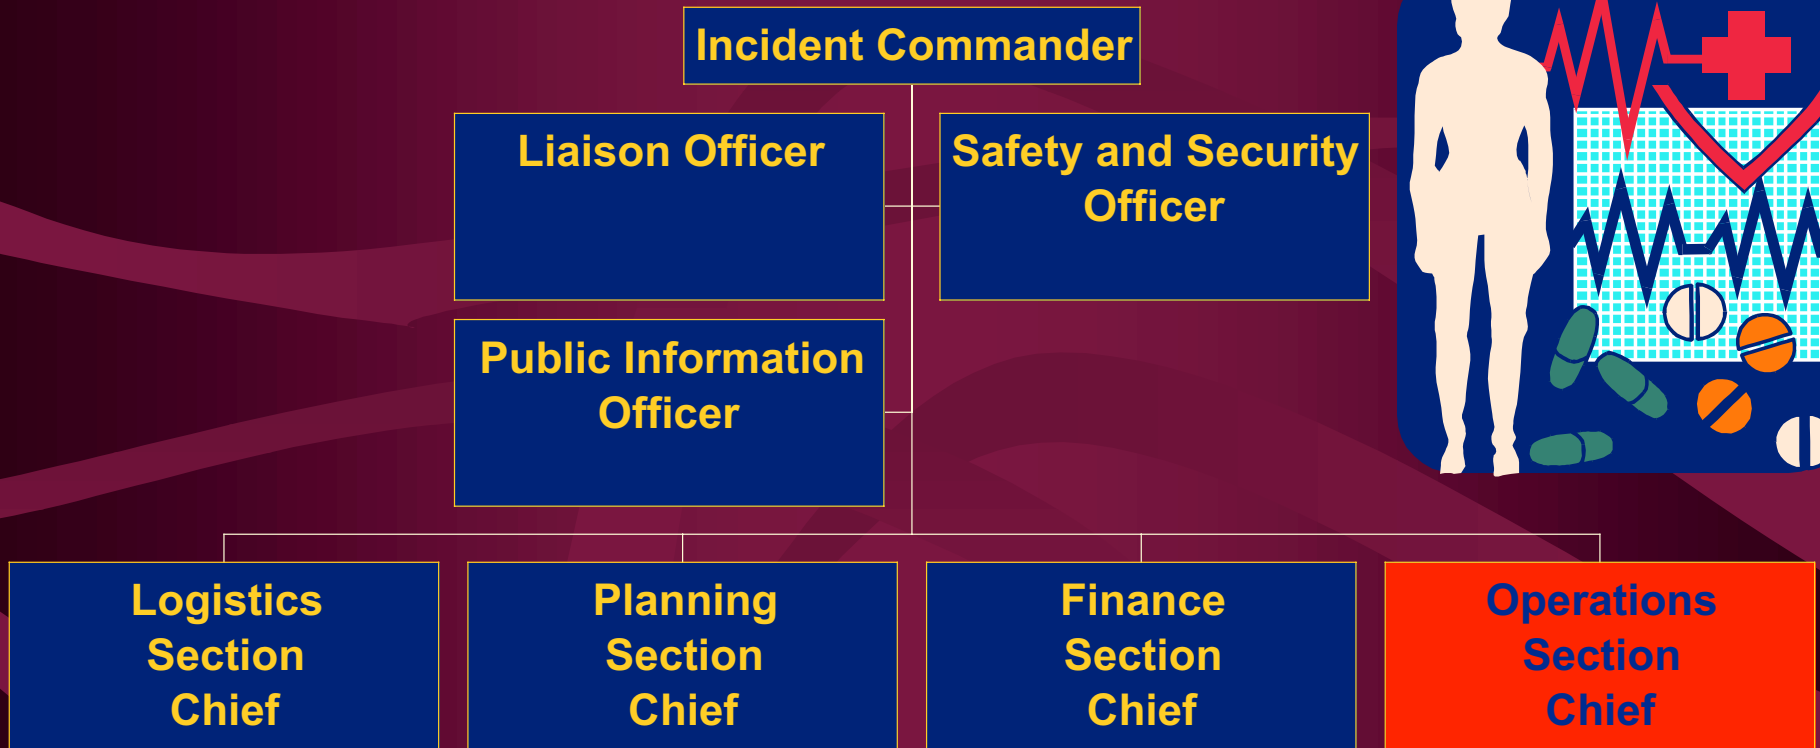 Incident Commander
Liaison Officer
Safety and Security
Officer
Public Information
Officer
Logistics
Section
Chief
Planning
Section
Chief
Finance
Section
Chief
Operations
Section
Chief